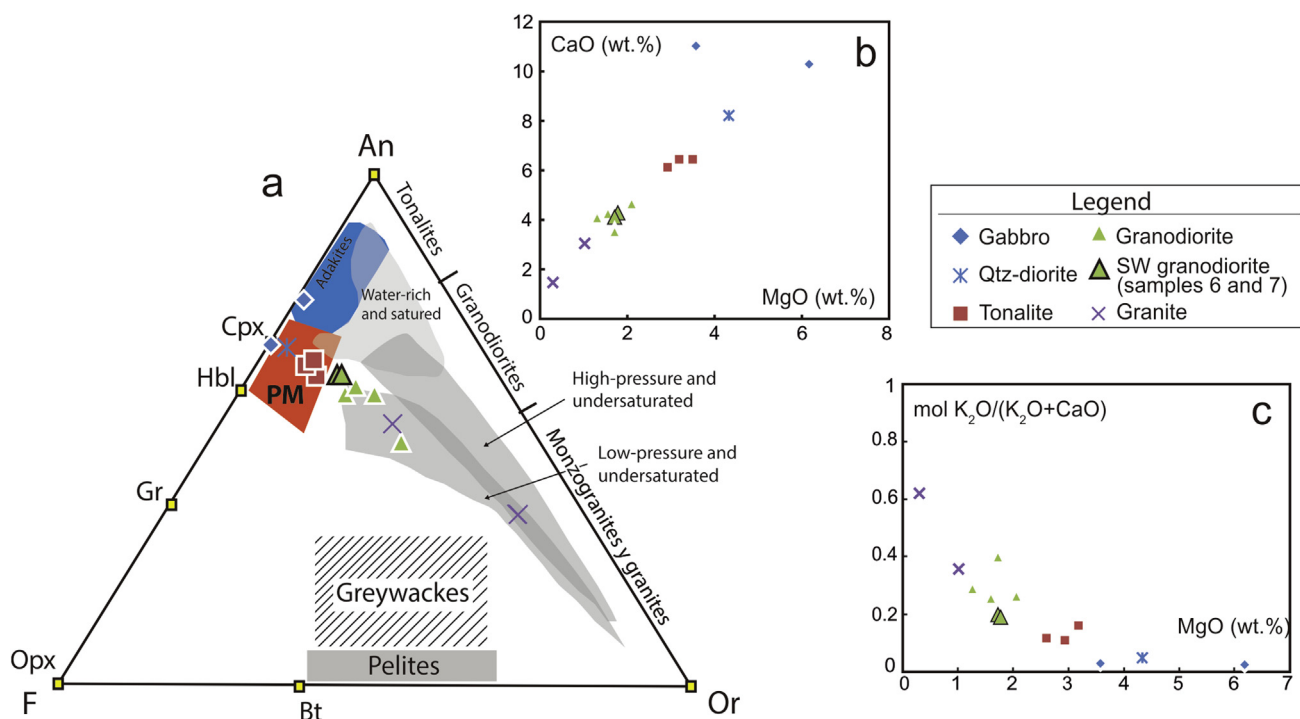 a
An
Adakites
Water-rich
and satured
Tonalites
Granodiorites
Monzogranites y granites
Cpx
Hbl
PM
High-pressure and
undersaturated
Low-pressure and
undersaturated
Gr
Greywackes
Pelites
Opx
F
Bt
Or
b
CaO (wt.%)
12
10
8
6
4
2
0
MgO (wt.%)
0 2 4 6 8
Legend
Gabbro
Qtz-diorite
Tonalite
Granodiorite
SW granodiorite
(samples 6 and 7)
Granite
c
mol K₂O/(K₂O+CaO)
1
0.8
0.6
0.4
0.2
0
MgO (wt.%)
0 1 2 3 4 5 6 7